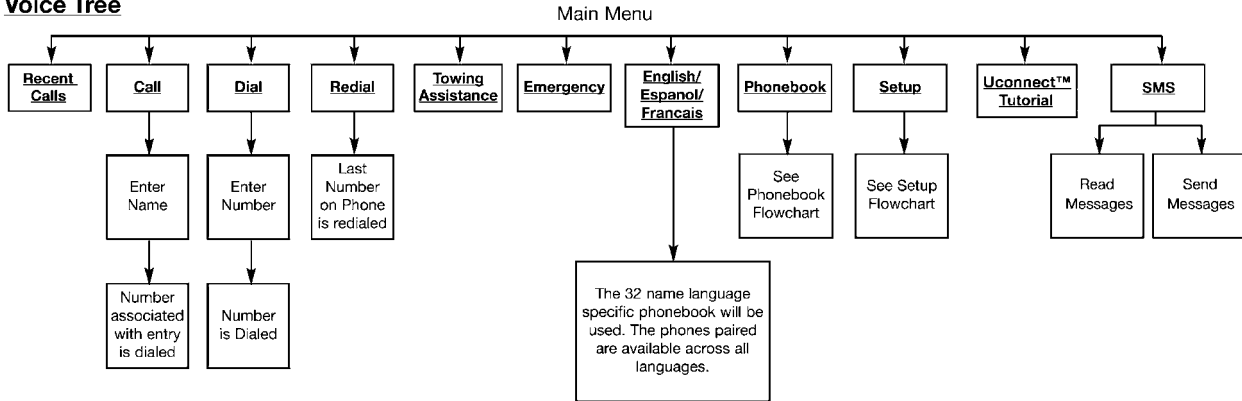 Voice Tree
Main Menu
Recent
Calls
Call
Dial
Redial
Towing
Assistance
Emergency
English/
Espanol/
Francais
Phonebook
Setup
Uconnect™
Tutorial
SMS
Enter
Name
Enter
Number
Last
Number
on Phone
is redialed
See
Phonebook
Flowchart
See Setup
Flowchart
Read
Messages
Send
Messages
Number
associated
with entry
is dialed
Number
is Dialed
The 32 name language
specific phonebook will be
used. The phones paired
are available across all
languages.